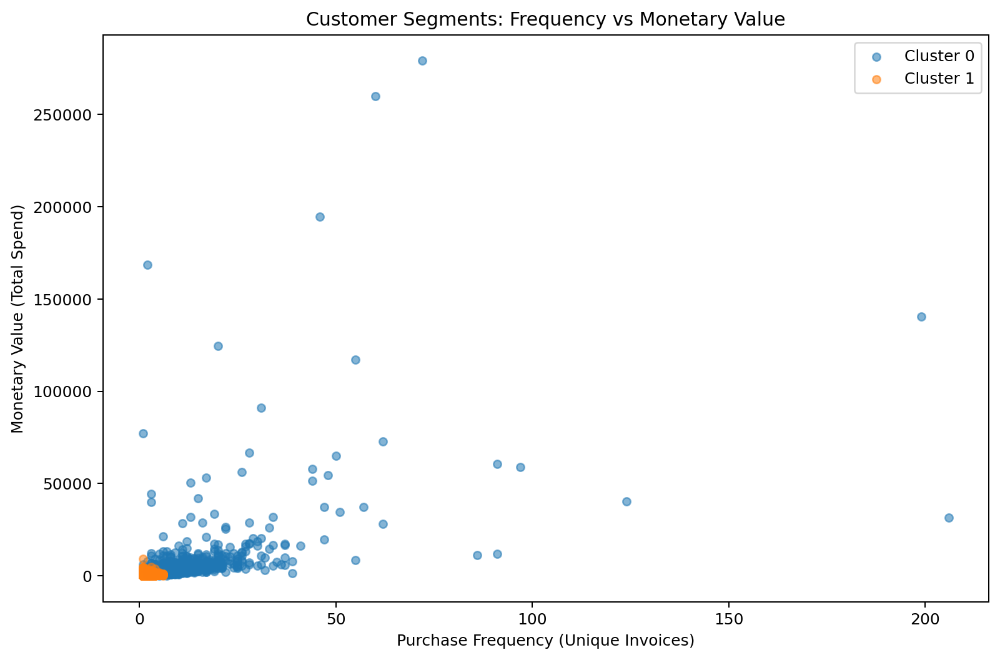 Customer Segments: Frequency vs Monetary Value
Cluster 0
Cluster 1
Monetary Value (Total Spend)
250000
200000
150000
100000
50000
0
0 50 100 150 200
Purchase Frequency (Unique Invoices)